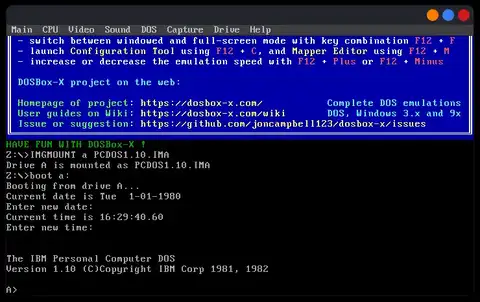 Main CPU Video Sound DOS Capture Drive Help
- switch between windowed and full-screen mode with key combination F12 + F
- launch Configuration Tool using F12 + C, and Mapper Editor using F12 + M
- increase or decrease the emulation speed with F12 + Plus or F12 + Minus
DOSBox-X project on the web:
Homepage of project: https://dosbox-x.com/ Complete DOS emulations
User guides on Wiki: https://dosbox-x.com/wiki DOS, Windows 3.x and 9x
Issue or suggestion: https://github.com/joncampbell123/dosbox-x/issues
HAVE FUN WITH DOSBox-X !
Z:\>IMGMOUNT a PCDOS1.10.IMA
Drive A is mounted as PCDOS1.10.IMA
Z:\>boot a:
Booting from drive A...
Current date is Tue 1-01-1980
Enter new date:
Current time is 16:29:40.60
Enter new time:
The IBM Personal Computer DOS
Version 1.10 (C)Copyright IBM Corp 1981, 1982
A>